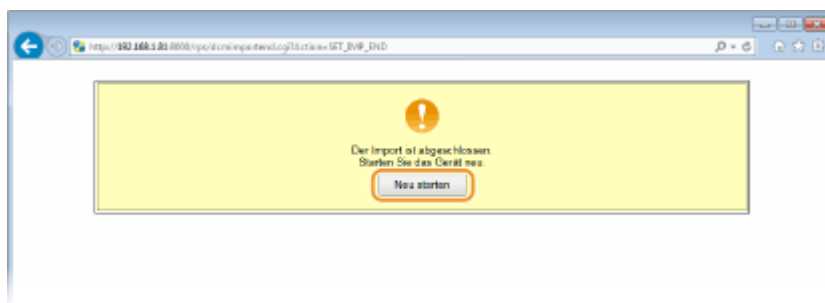 Der Import ist abgeschlossen.
Starten Sie das Gerät neu.
Neu starten